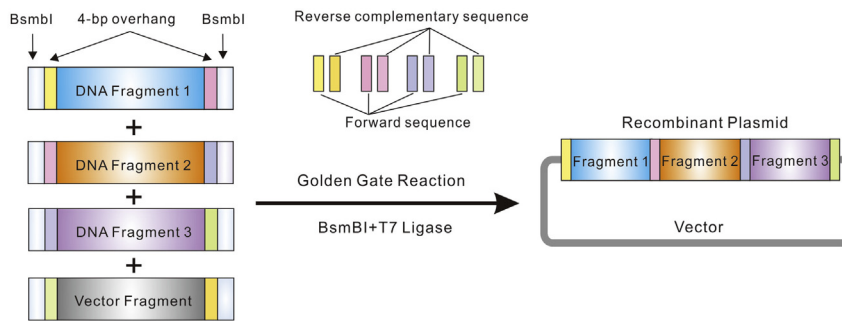 BsmbI 4-bp overhang BsmbI
DNA Fragment 1
+
DNA Fragment 2
+
DNA Fragment 3
+
Vector Fragment
Reverse complementary sequence
Forward sequence
Golden Gate Reaction
BsmBI+T7 Ligase
Recombinant Plasmid
Fragment 1 Fragment 2 Fragment 3
Vector